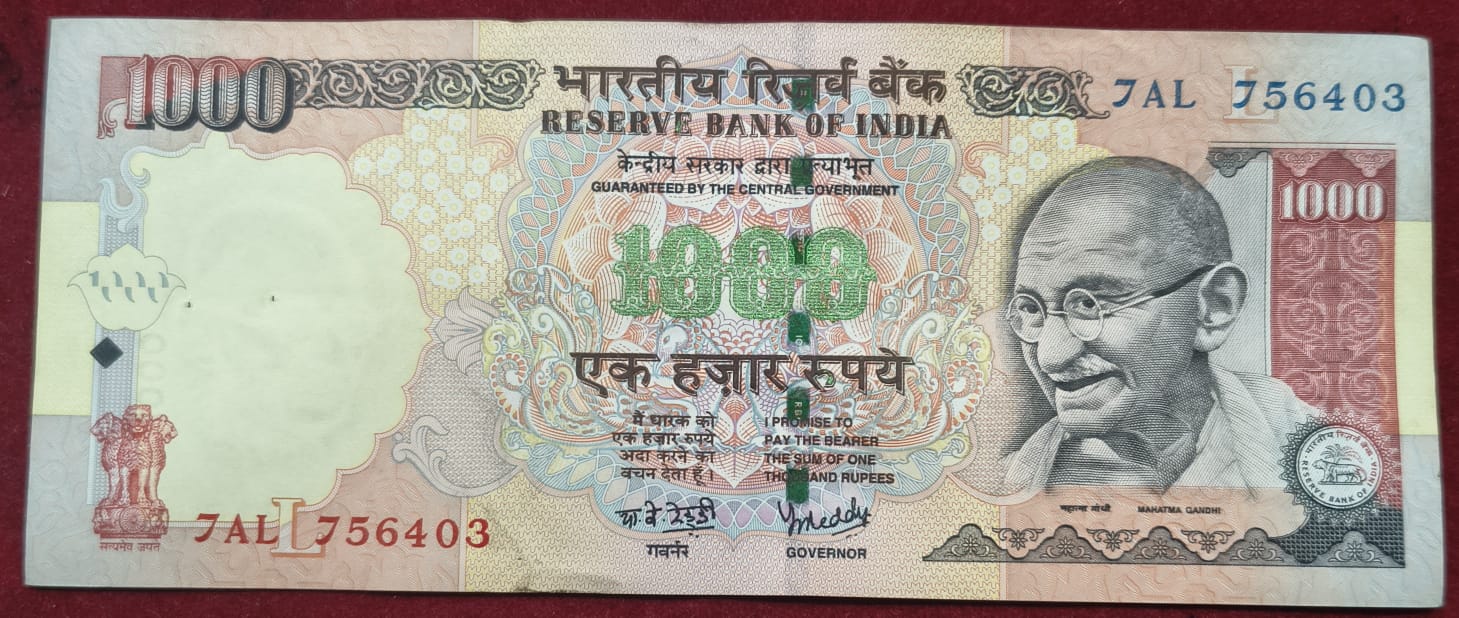 1000
भारतीय रिज़र्व बैंक
RESERVE BANK OF INDIA
7AL 756403
केन्द्रीय सरकार द्वारा प्रत्याभूत
GUARANTEED BY THE CENTRAL GOVERNMENT
1000
1000
एक हज़ार रुपये
मैं धारक को
एक हज़ार रुपये
अदा करने का
वचन देता हूँ।
I PROMISE TO
PAY THE BEARER
THE SUM OF ONE
THOUSAND RUPEES
या. वे. रेड्डी
गवर्नर
YVReddy
GOVERNOR
महात्मा गांधी
MAHATMA GANDHI
भारतीय रिज़र्व बैंक
RESERVE BANK OF INDIA
सत्यमेव जयते
7AL 756403
L
L